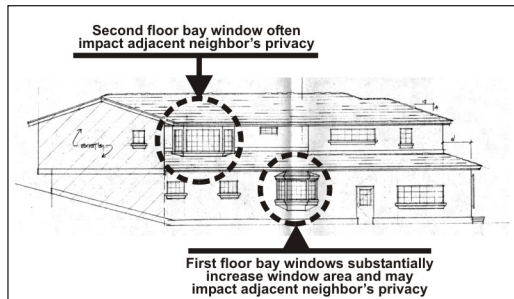 Second floor bay window often
impact adjacent neighbor's privacy
First floor bay windows substantially
increase window area and may
impact adjacent neighbor's privacy